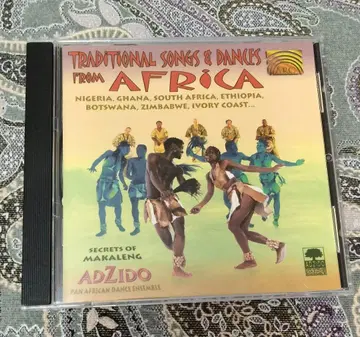 TRADITIONAL SONGS & DANCES
FROM AFRICA
NIGERIA, GHANA, SOUTH AFRICA, ETHIOPIA,
BOTSWANA, ZIMBABWE, IVORY COAST...
SECRETS OF
MAKALENG
ADZIDO
PAN AFRICAN DANCE ENSEMBLE